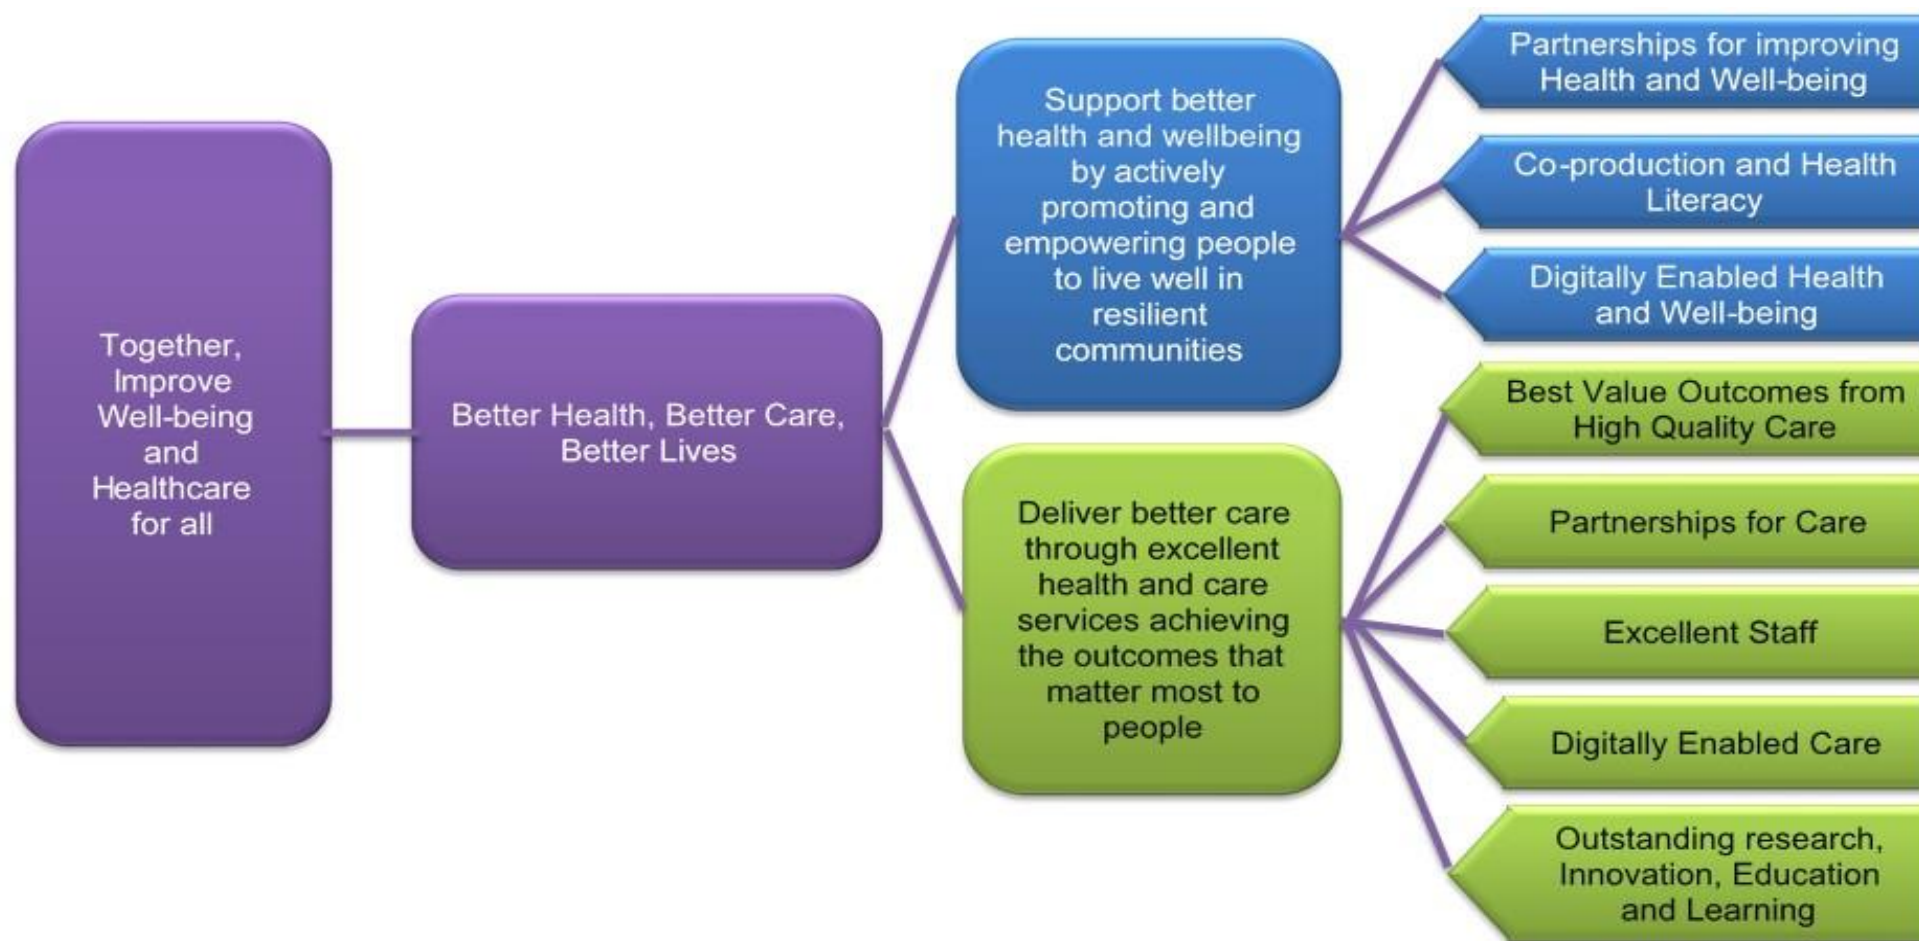 Together,
Improve
Well-being
and
Healthcare
for all
Better Health, Better Care,
Better Lives
Support better
health and wellbeing
by actively
promoting and
empowering people
to live well in
resilient
communities
Deliver better care
through excellent
health and care
services achieving
the outcomes that
matter most to
people
Partnerships for improving
Health and Well-being
Co-production and Health
Literacy
Digitally Enabled Health
and Well-being
Best Value Outcomes from
High Quality Care
Partnerships for Care
Excellent Staff
Digitally Enabled Care
Outstanding research,
Innovation, Education
and Learning